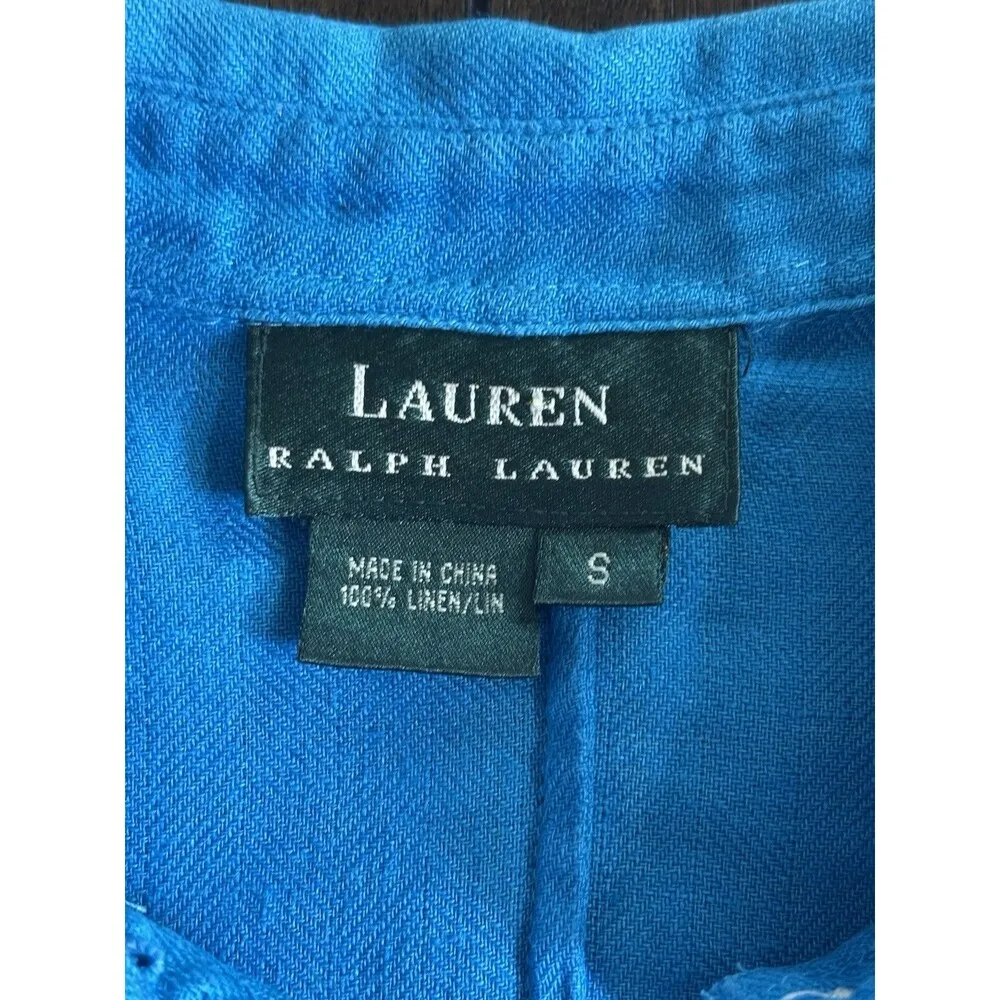 LAUREN
RALPH LAUREN
MADE IN CHINA
100% LINEN/LIN
S